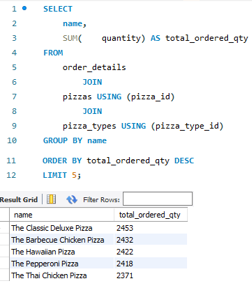 1 SELECT
2 name,
3 SUM( quantity) AS total_ordered_qty
4 FROM
5 order_details
6 JOIN
7 pizzas USING (pizza_id)
8 JOIN
9 pizza_types USING (pizza_type_id)
10 GROUP BY name
11 ORDER BY total_ordered_qty DESC
12 LIMIT 5;
Result Grid Filter Rows:
name total_ordered_qty
The Classic Deluxe Pizza 2453
The Barbecue Chicken Pizza 2432
The Hawaiian Pizza 2422
The Pepperoni Pizza 2418
The Thai Chicken Pizza 2371